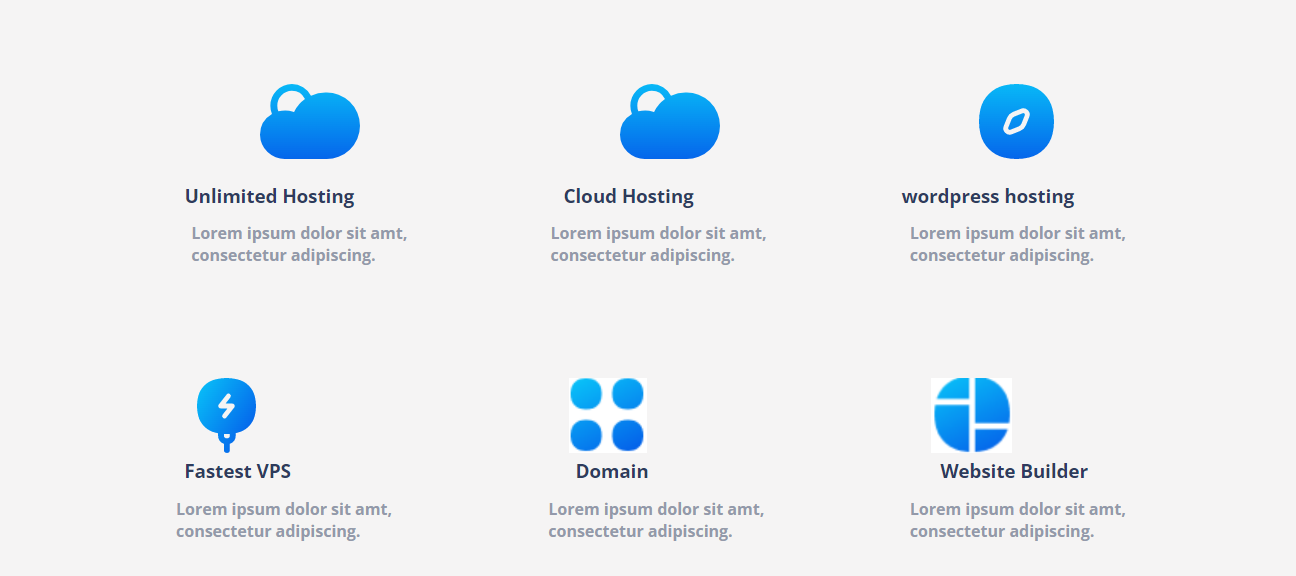 Unlimited Hosting
Lorem ipsum dolor sit amt,
consectetur adipiscing.
Cloud Hosting
Lorem ipsum dolor sit amt,
consectetur adipiscing.
wordpress hosting
Lorem ipsum dolor sit amt,
consectetur adipiscing.
Fastest VPS
Lorem ipsum dolor sit amt,
consectetur adipiscing.
Domain
Lorem ipsum dolor sit amt,
consectetur adipiscing.
Website Builder
Lorem ipsum dolor sit amt,
consectetur adipiscing.